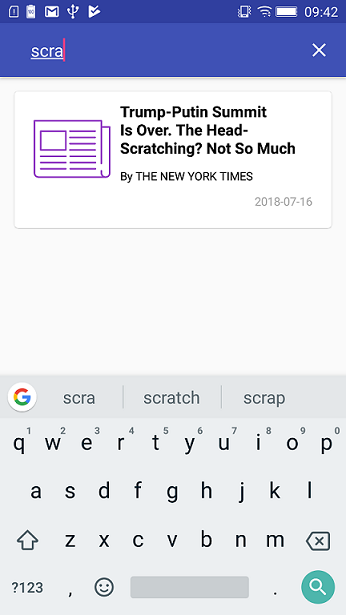 09:42
scra
Trump-Putin Summit
Is Over. The Head-
Scratching? Not So Much
By THE NEW YORK TIMES
2018-07-16
G scra scratch scrap
1 2 3 4 5 6 7 8 9 0
q w e r t y u i o p
a s d f g h j k l
z x c v b n m
?123 , .